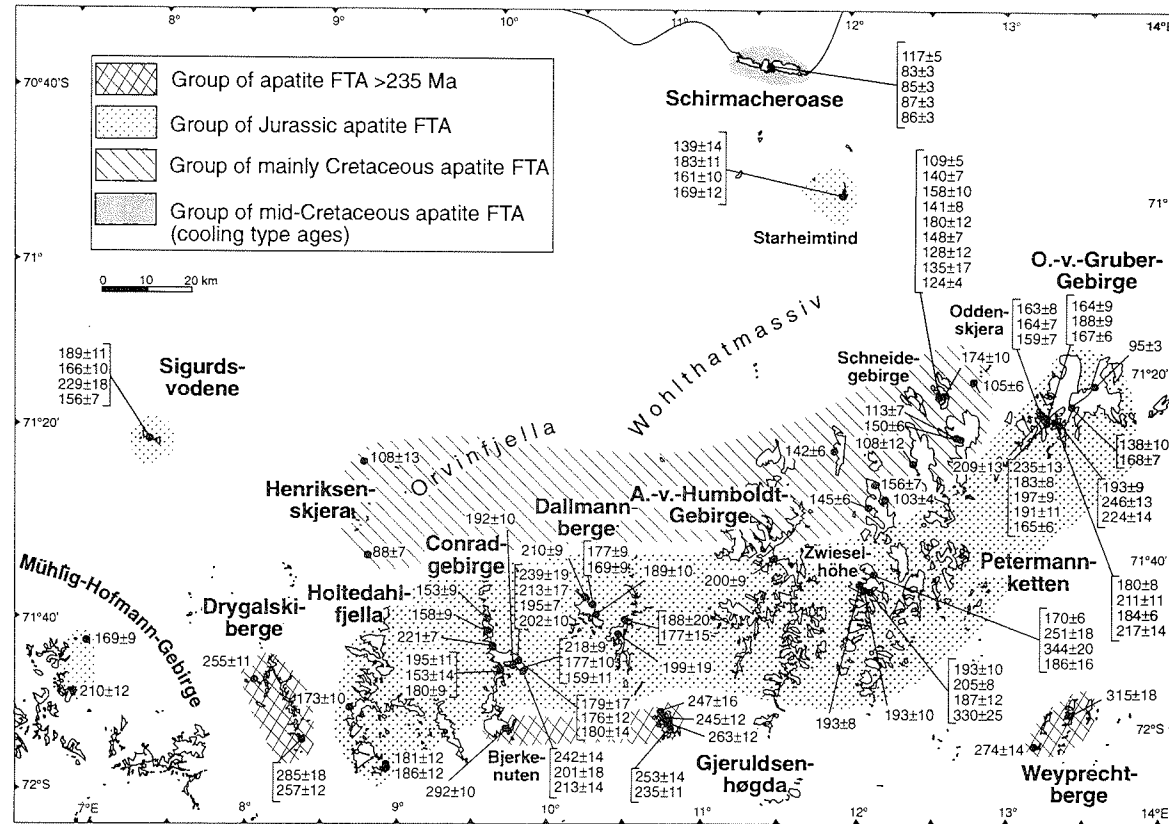 8°
9°
10°
11°
12°
13°
14°E
70°40'S
71°
71°20'
71°40'
72°S
Group of apatite FTA >235 Ma
Group of Jurassic apatite FTA
Group of mainly Cretaceous apatite FTA
Group of mid-Cretaceous apatite FTA
(cooling type ages)
0 10 20 km
Schirmacheroase
117±5
83±3
85±3
87±3
86±3
139±14
183±11
161±10
169±12
Starheimtind
109±5
140±7
158±10
141±8
180±12
148±7
128±12
135±17
124±4
71°
O.-v.-Gruber-
Gebirge
Odden-
skjera
163±8
164±7
159±7
164±9
188±9
167±6
95±3
71°20'
189±11
166±10
229±18
156±7
Sigurds-
vodene
Orvinfjella
Wohlthatmassiv
Schneide-
gebirge
174±10
105±6
113±7
150±6
108±12
142±6
138±10
168±7
209±13
235±13
183±8
197±9
191±11
165±6
193±9
246±13
224±14
108±13
Henriksen-
skjera
88±7
156±7
103±4
145±6
A.-v.-Humboldt-
Gebirge
Dallmann-
berge
192±10
Conrad-
gebirge
210±9
177±9
169±9
189±10
200±9
Zwiesel-
höhe
Petermann-
ketten
71°40'
180±8
211±11
184±6
217±14
Mühlig-Hofmann-Gebirge
Drygalski-
berge
Holtedahl-
fjella
153±9
158±9
221±7
239±19
213±17
195±7
202±10
188±20
177±15
199±19
170±6
251±18
344±20
186±16
169±9
210±12
255±11
173±10
195±11
153±14
180±9
218±9
177±10
159±11
179±17
176±12
180±14
193±10
205±8
187±12
330±25
247±16
245±12
263±12
193±8
193±10
315±18
274±14
72°S
285±18
257±12
181±12
186±12
292±10
Bjerke-
nuten
242±14
201±18
213±14
253±14
235±11
Gjeruldsen-
høgda
Weyprecht-
berge
7°E
8°
9°
10°
11°
12°
13°
14°E